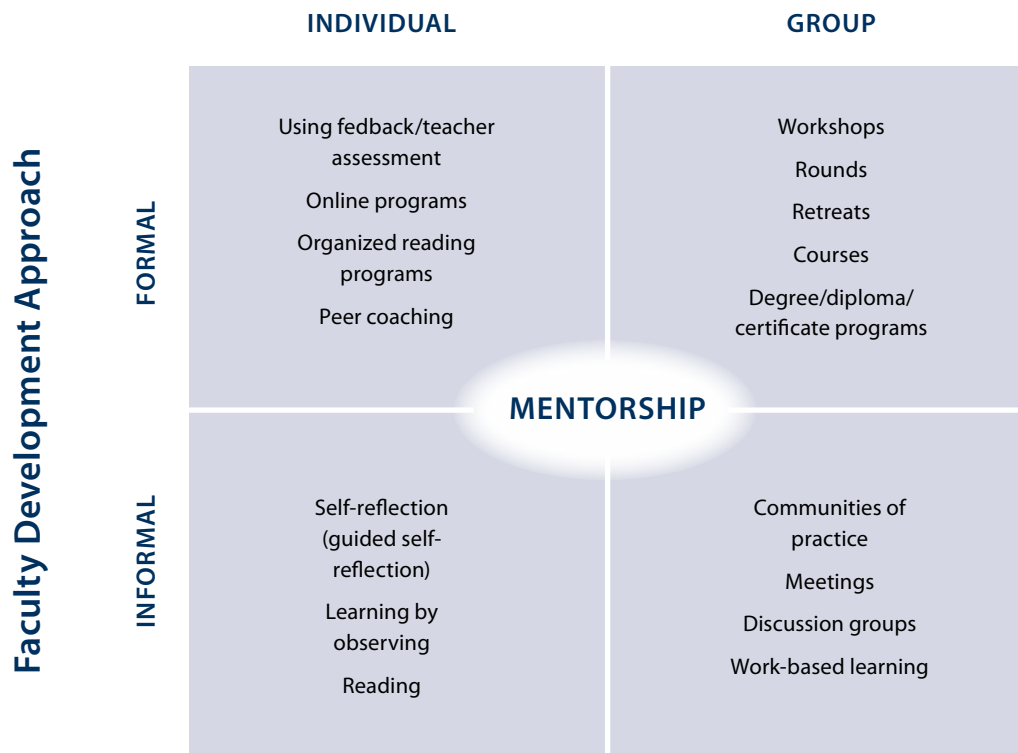 INDIVIDUAL
GROUP
Faculty Development Approach
FORMAL
Using fedback/teacher
assessment
Online programs
Organized reading
programs
Peer coaching
Workshops
Rounds
Retreats
Courses
Degree/diploma/
certificate programs
MENTORSHIP
INFORMAL
Self-reflection
(guided self-
reflection)
Learning by
observing
Reading
Communities of
practice
Meetings
Discussion groups
Work-based learning